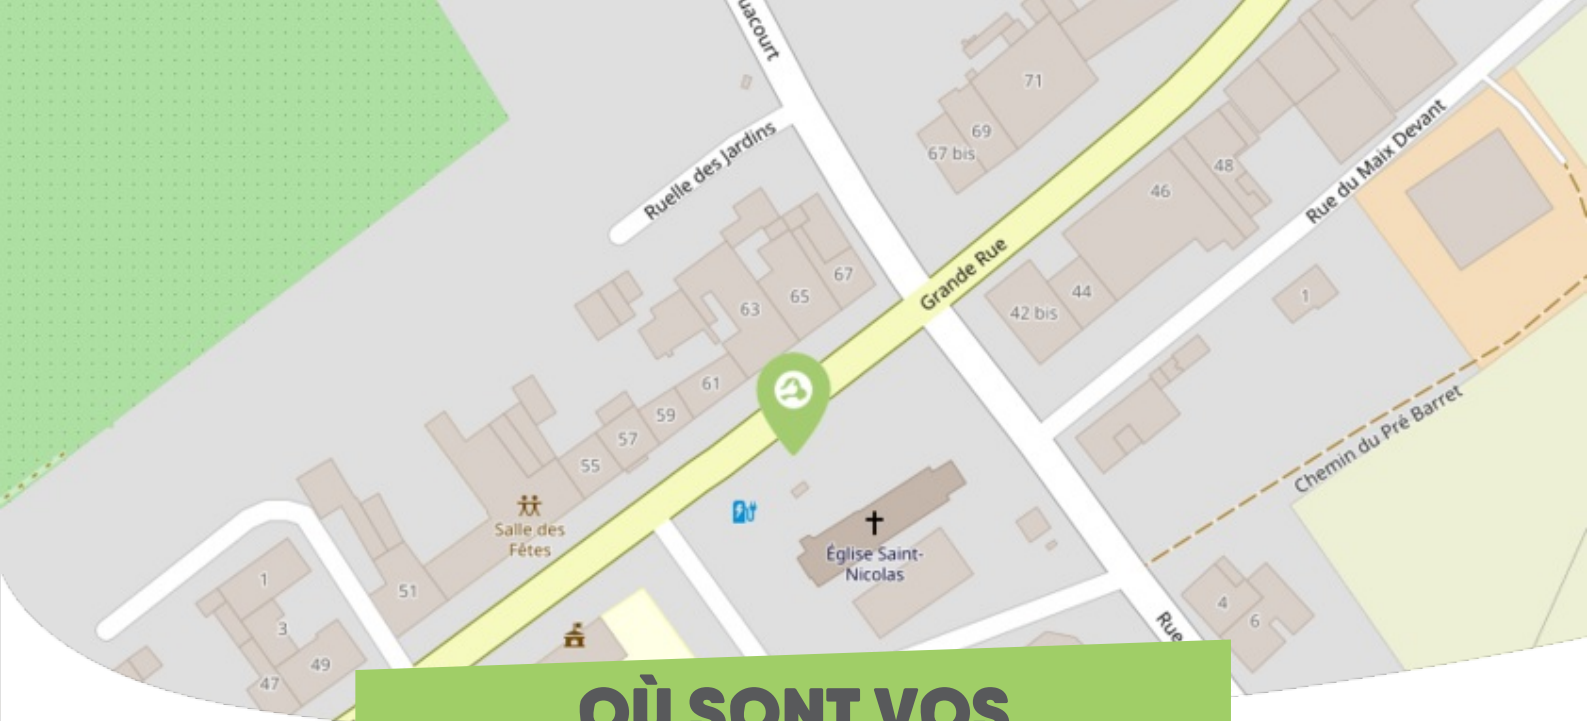 uacourt
71
69
67 bis
Ruelle des Jardins
48
46
Rue du Maix Devant
Grande Rue
67
65
63
44
42 bis
1
61
59
57
55
Chemin du Pré Barret
Salle des
Fêtes
Église Saint-
Nicolas
1
51
3
49
47
4
6
Rue
OÙ SONT VOS